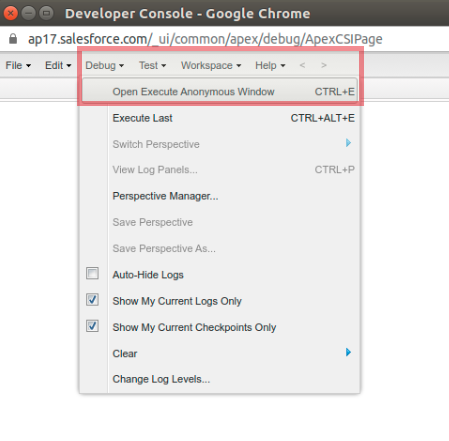 Developer Console - Google Chrome
ap17.salesforce.com/_ui/common/apex/debug/ApexCSIPage
File Edit Debug Test Workspace Help < >
Open Execute Anonymous Window CTRL+E
Execute Last CTRL+ALT+E
Switch Perspective
View Log Panels... CTRL+P
Perspective Manager...
Save Perspective
Save Perspective As...
Auto-Hide Logs
Show My Current Logs Only
Show My Current Checkpoints Only
Clear
Change Log Levels...